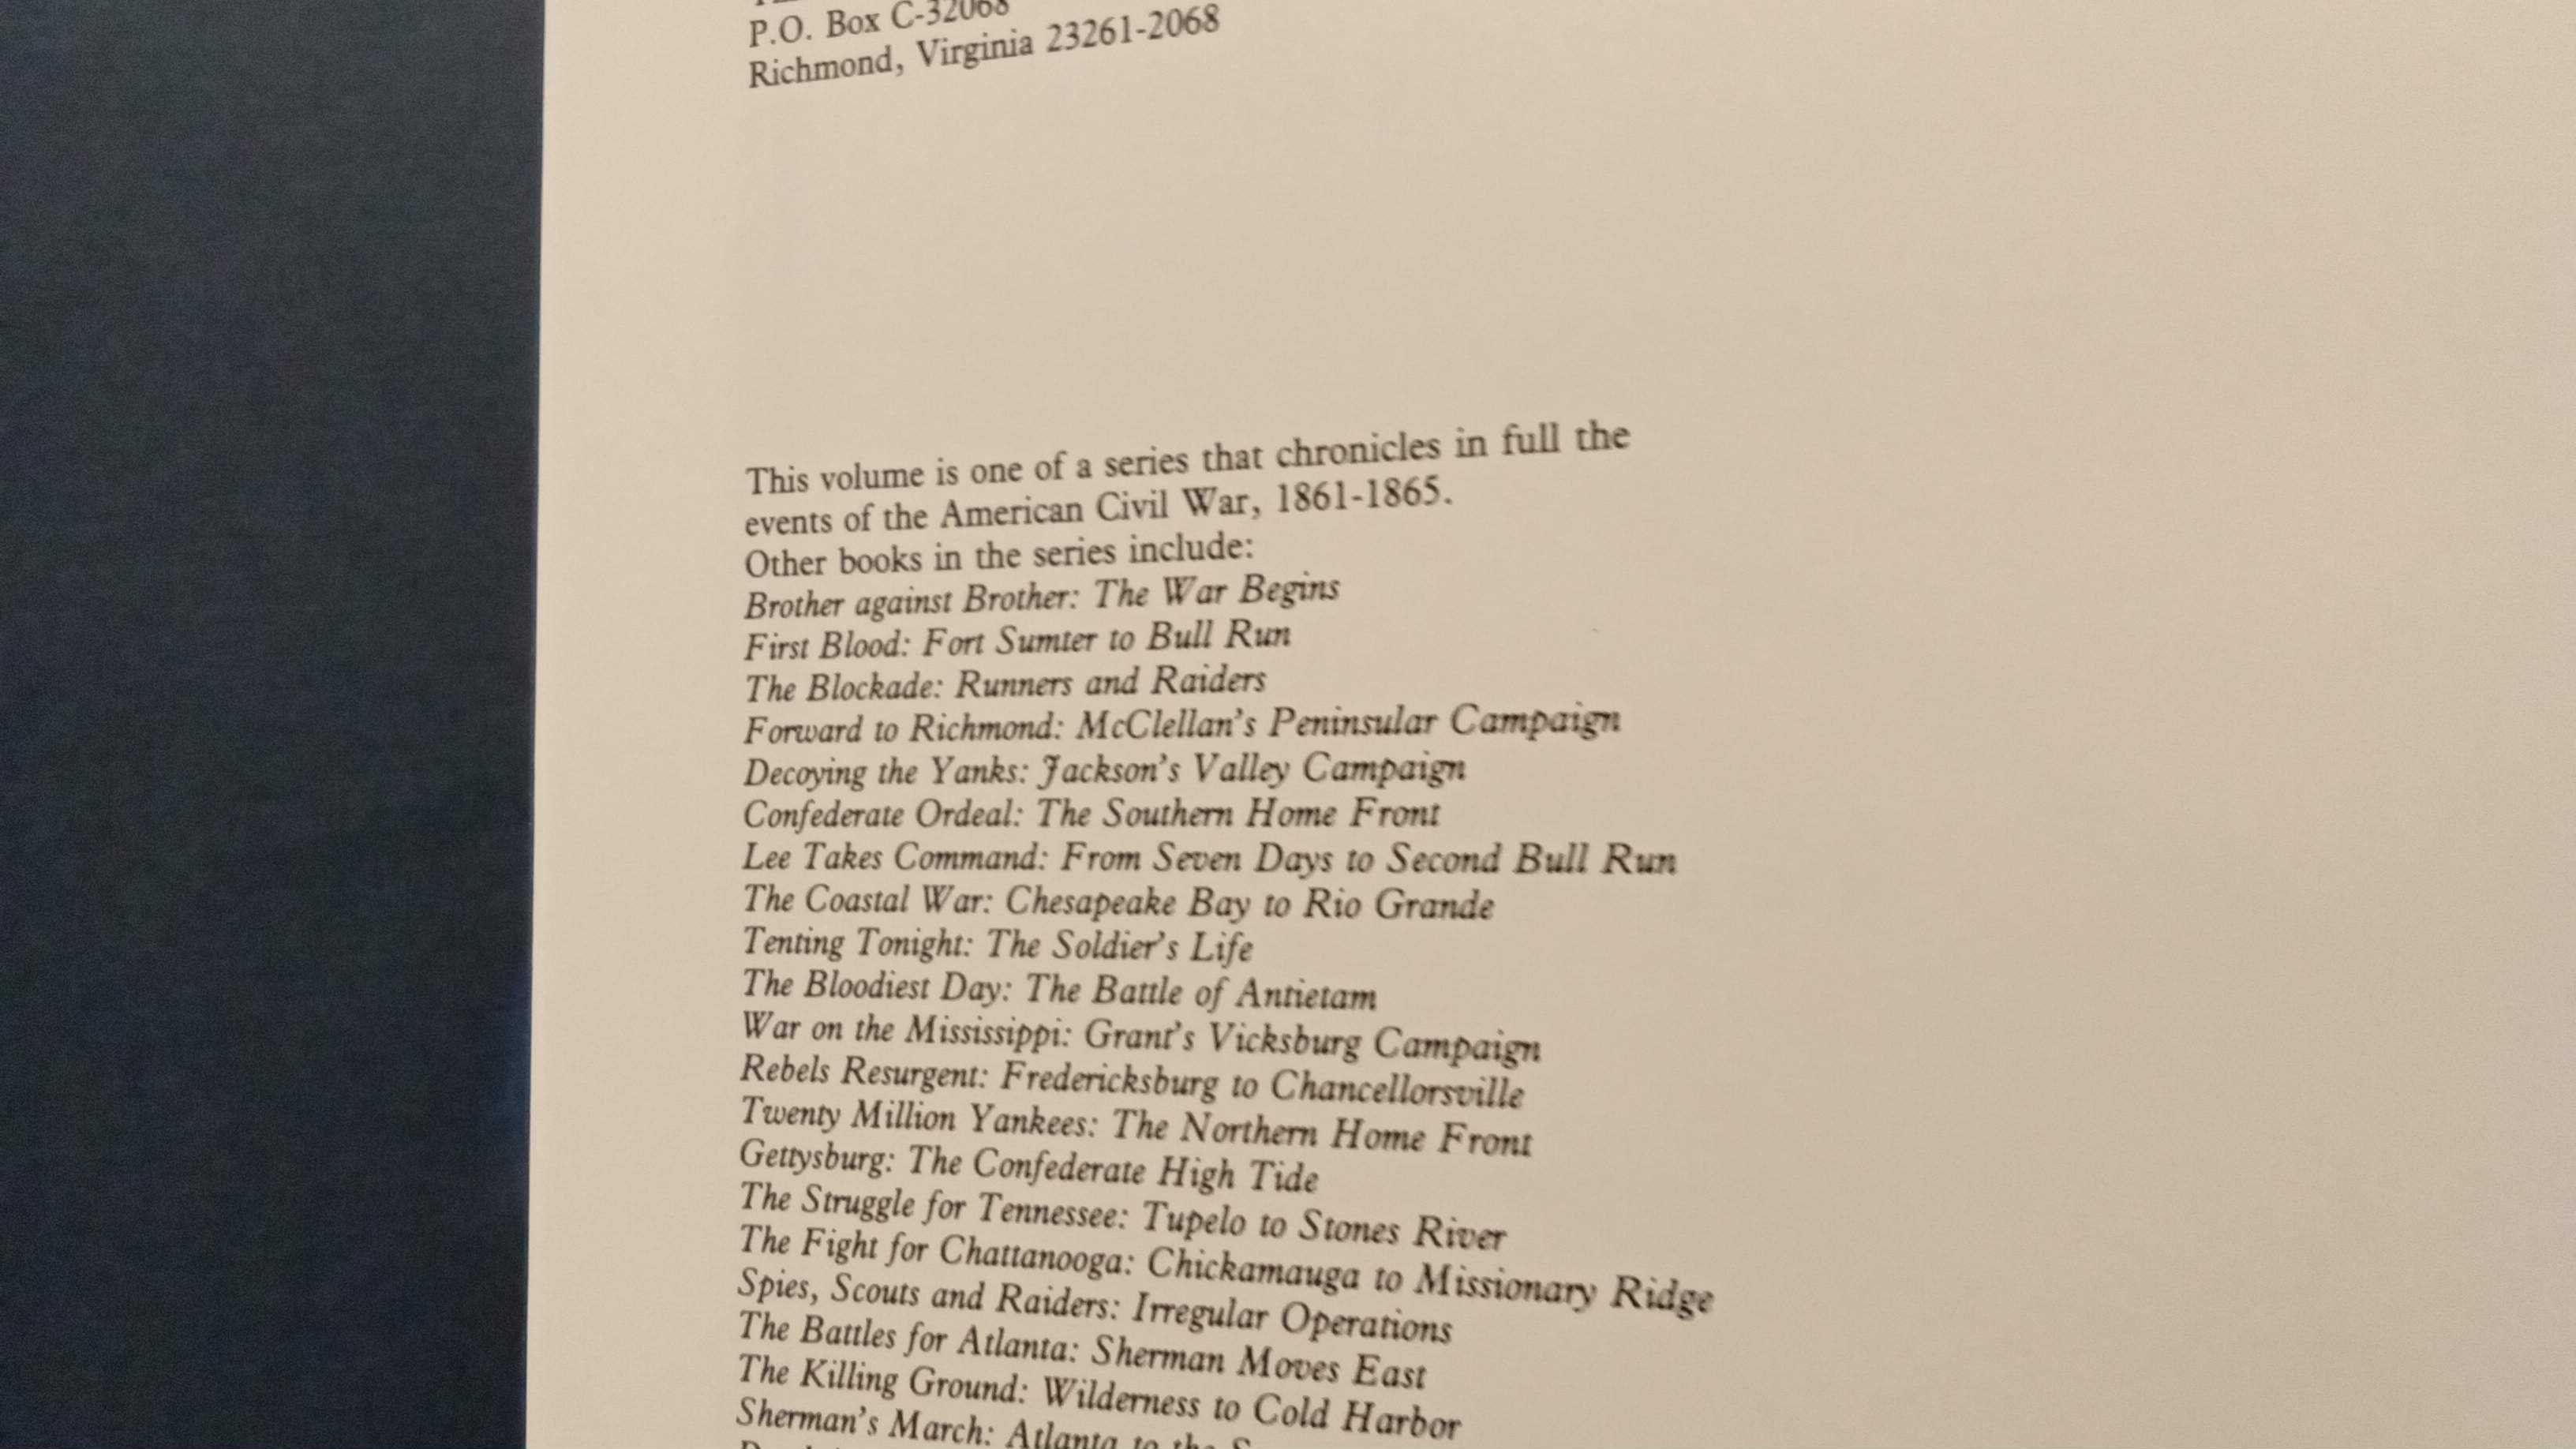 P.O. Box C-32068
Richmond, Virginia 23261-2068
This volume is one of a series that chronicles in full the
events of the American Civil War, 1861-1865.
Other books in the series include:
Brother against Brother: The War Begins
First Blood: Fort Sumter to Bull Run
The Blockade: Runners and Raiders
Forward to Richmond: McClellan's Peninsular Campaign
Decoying the Yanks: Jackson's Valley Campaign
Confederate Ordeal: The Southern Home Front
Lee Takes Command: From Seven Days to Second Bull Run
The Coastal War: Chesapeake Bay to Rio Grande
Tenting Tonight: The Soldier's Life
The Bloodiest Day: The Battle of Antietam
War on the Mississippi: Grant's Vicksburg Campaign
Rebels Resurgent: Fredericksburg to Chancellorsville
Twenty Million Yankees: The Northern Home Front
Gettysburg: The Confederate High Tide
The Struggle for Tennessee: Tupelo to Stones River
The Fight for Chattanooga: Chickamauga to Missionary Ridge
Spies, Scouts and Raiders: Irregular Operations
The Battles for Atlanta: Sherman Moves East
The Killing Ground: Wilderness to Cold Harbor
Sherman's March: Atlanta to the